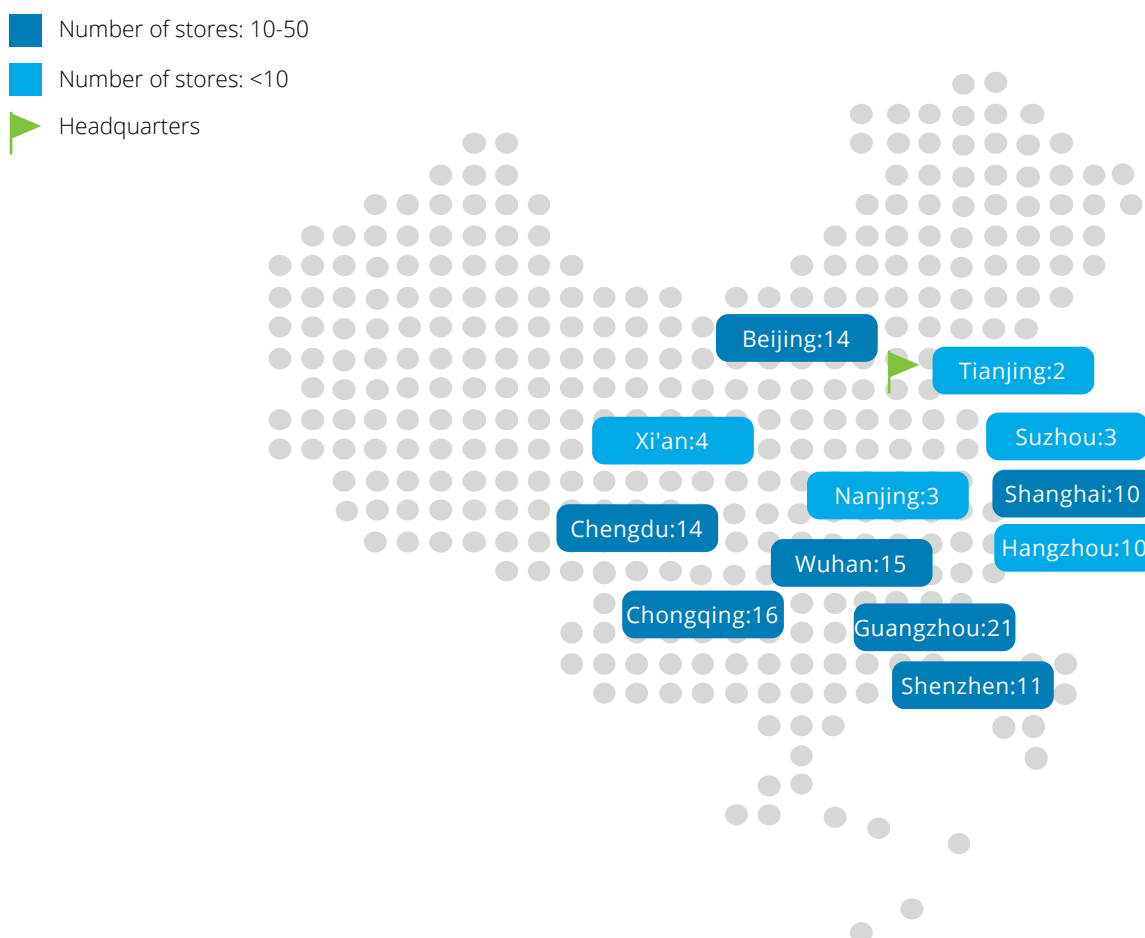 Number of stores: 10-50
Number of stores: <10
Headquarters
Beijing:14
Tianjing:2
Xi'an:4
Suzhou:3
Nanjing:3
Shanghai:10
Chengdu:14
Hangzhou:10
Wuhan:15
Chongqing:16
Guangzhou:21
Shenzhen:11